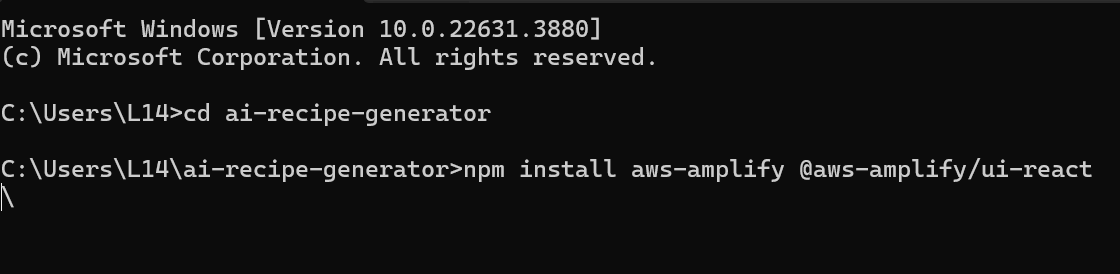 Microsoft Windows [Version 10.0.22631.3880]
(c) Microsoft Corporation. All rights reserved.
C:\Users\L14>cd ai-recipe-generator
C:\Users\L14\ai-recipe-generator>npm install aws-amplify @aws-amplify/ui-react
\